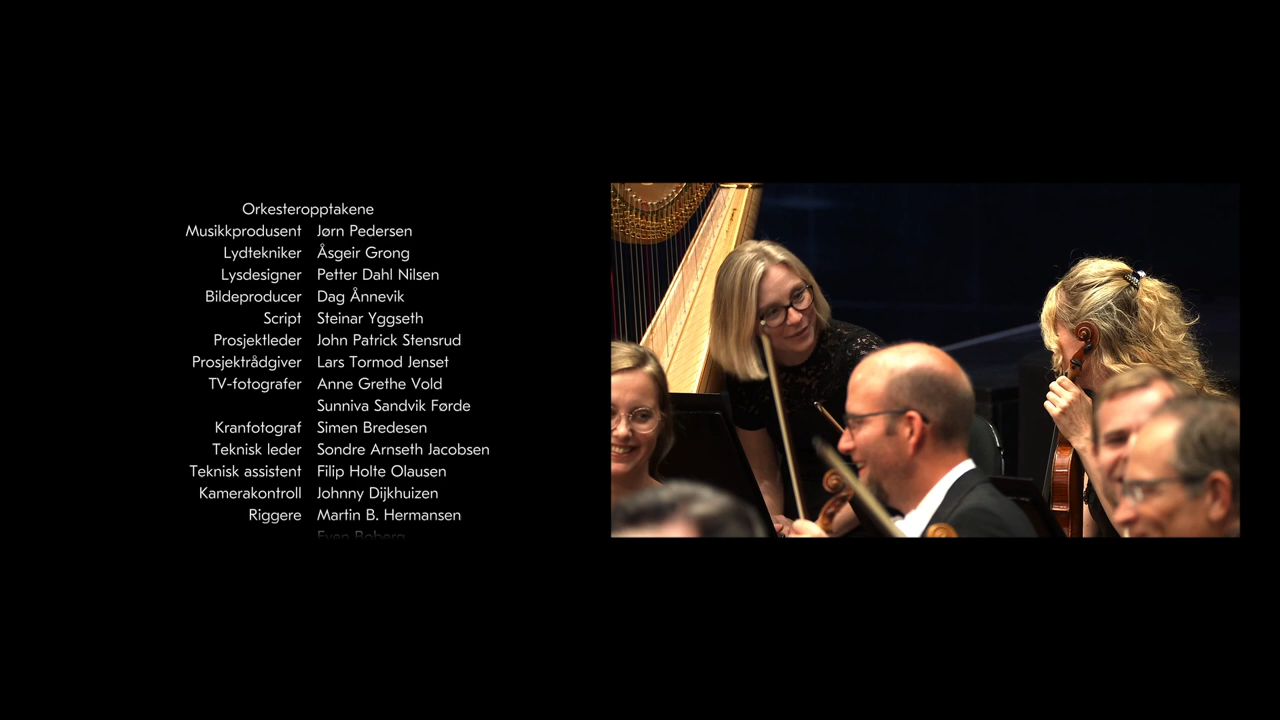 Orkesteropptakene
Musikkprodusent Jørn Pedersen
Lydtekniker Åsgeir Grong
Lysdesigner Petter Dahl Nilsen
Bildeproducer Dag Ånnevik
Script Steinar Yggseth
Prosjektleder John Patrick Stensrud
Prosjektrådgiver Lars Tormod Jenset
TV-fotografer Anne Grethe Vold
Sunniva Sandvik Førde
Kranfotograf Simen Bredesen
Teknisk leder Sondre Arnseth Jacobsen
Teknisk assistent Filip Holte Olausen
Kamerakontroll Johnny Dijkhuizen
Riggere Martin B. Hermansen
Even Boberg